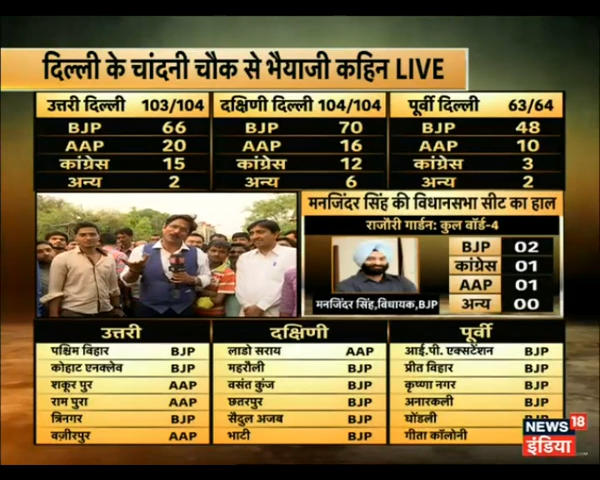 दिल्ली के चांदनी चौक से भैयाजी कहिन LIVE
उत्तरी दिल्ली 103/104
BJP 66
AAP 20
कांग्रेस 15
अन्य 2
दक्षिणी दिल्ली 104/104
BJP 70
AAP 16
कांग्रेस 12
अन्य 6
पूर्वी दिल्ली 63/64
BJP 48
AAP 10
कांग्रेस 3
अन्य 2
मनजिंदर सिंह की विधानसभा सीट का हाल
राजौरी गार्डन: कुल वॉर्ड-4
BJP 02
कांग्रेस 01
AAP 01
अन्य 00
मनजिंदर सिंह,विधायक,BJP
उत्तरी
पश्चिम विहार BJP
कोहाट एनक्लेव BJP
शकूर पुर AAP
राम पुरा AAP
त्रिनगर BJP
वज़ीरपुर AAP
दक्षिणी
लाडो सराय AAP
महरौली BJP
वसंत कुंज BJP
छतरपुर BJP
सैदुल अजब BJP
भाटी BJP
पूर्वी
आई.पी. एक्सटेंशन BJP
प्रीत विहार BJP
कृष्णा नगर BJP
अनारकली BJP
घोंडली
गीता कॉलोनी
NEWS 18
इंडिया